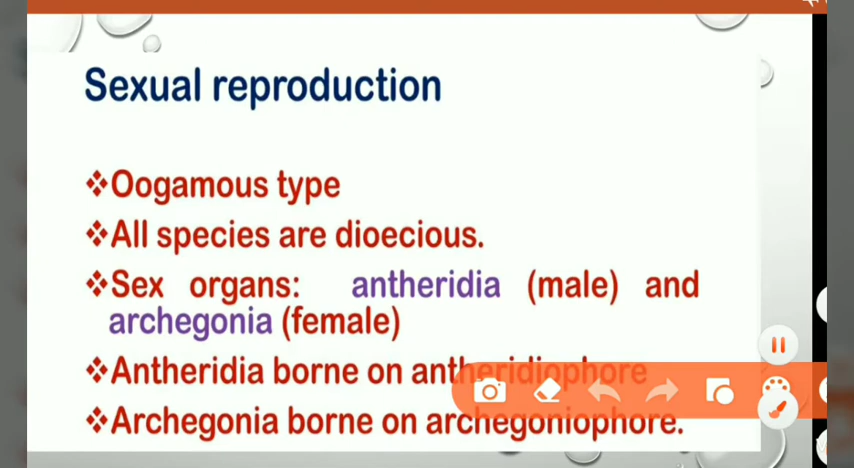 Sexual reproduction
❖Oogamous type
❖All species are dioecious.
❖Sex organs: antheridia (male) and
archegonia (female)
❖Antheridia borne on antheridiophore
❖Archegonia borne on archegoniophore.